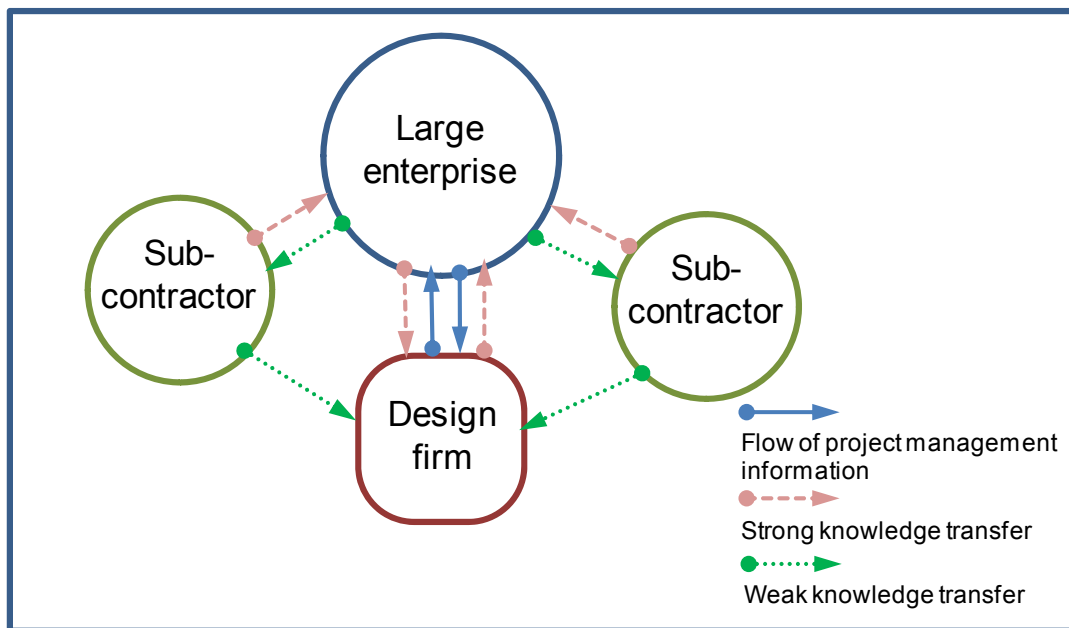 Large
enterprise
Sub-
contractor
Sub-
contractor
Design
firm
Flow of project management
information
Strong knowledge transfer
Weak knowledge transfer